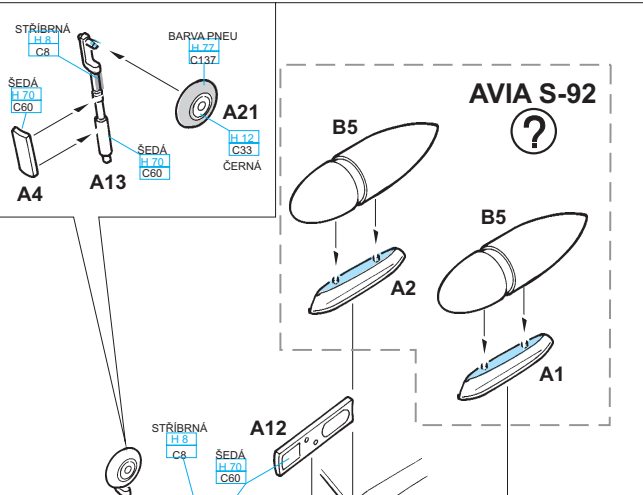 STŘÍBRNÁ
H 8
C8
BARVA PNEU
H 77
C137
ŠEDÁ
H 70
C60
A21
H 12
C33
ČERNÁ
ŠEDÁ
H 70
C60
A4
A13
AVIA S-92
?
B5
B5
A2
A1
STŘÍBRNÁ
H 8
C8
A12
ŠEDÁ
H 70
C60